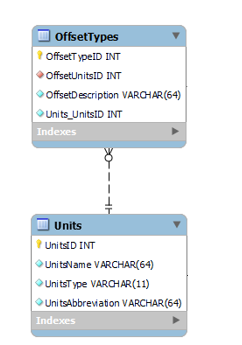 OffsetTypes
OffsetTypeID INT
OffsetUnitsID INT
OffsetDescription VARCHAR(64)
Units_UnitsID INT
Indexes
Units
UnitsID INT
UnitsName VARCHAR(64)
UnitsType VARCHAR(11)
UnitsAbbreviation VARCHAR(64)
Indexes